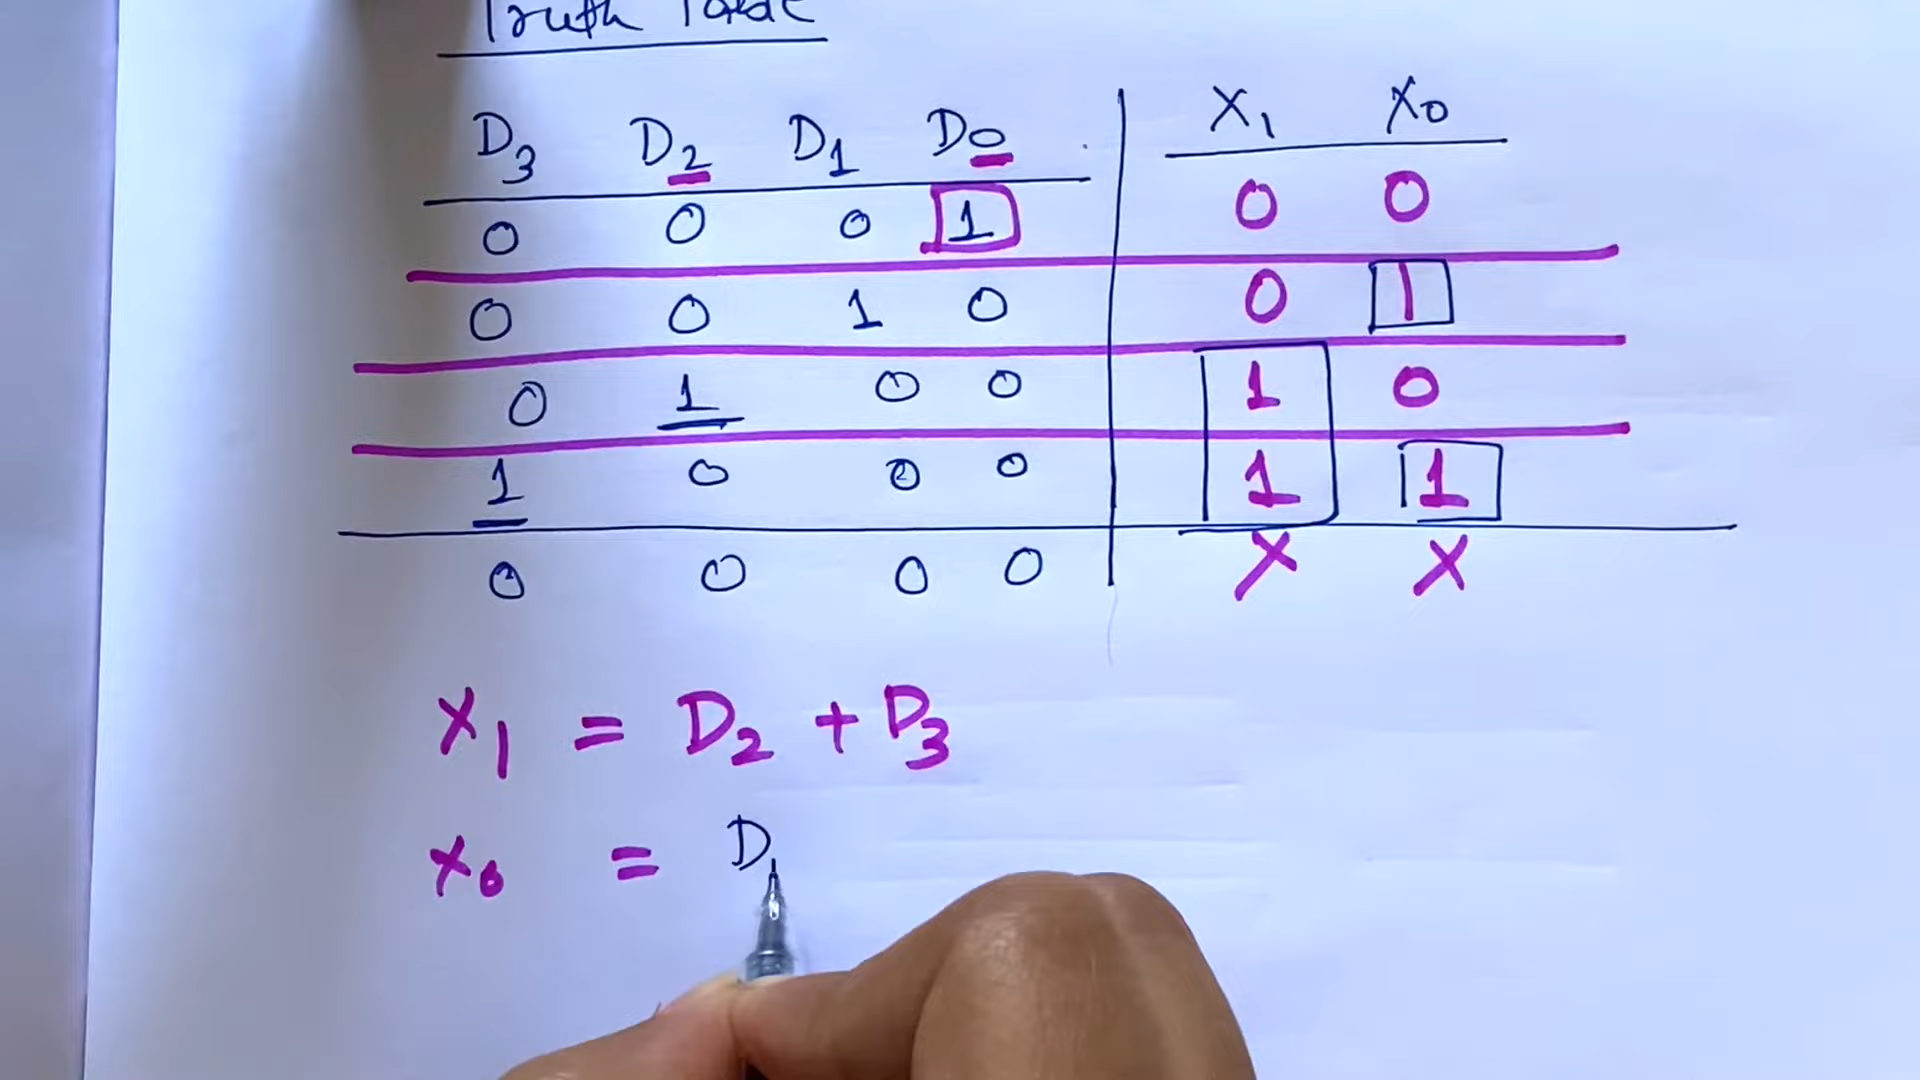 Truth Table
D3 D2 D1 D0 X1 X0
0 0 0 1 0 0
0 0 1 0 0 1
0 1 0 0 1 0
1 0 0 0 1 1
0 0 0 0 X X
X1 = D2 + D3
X0 = D1